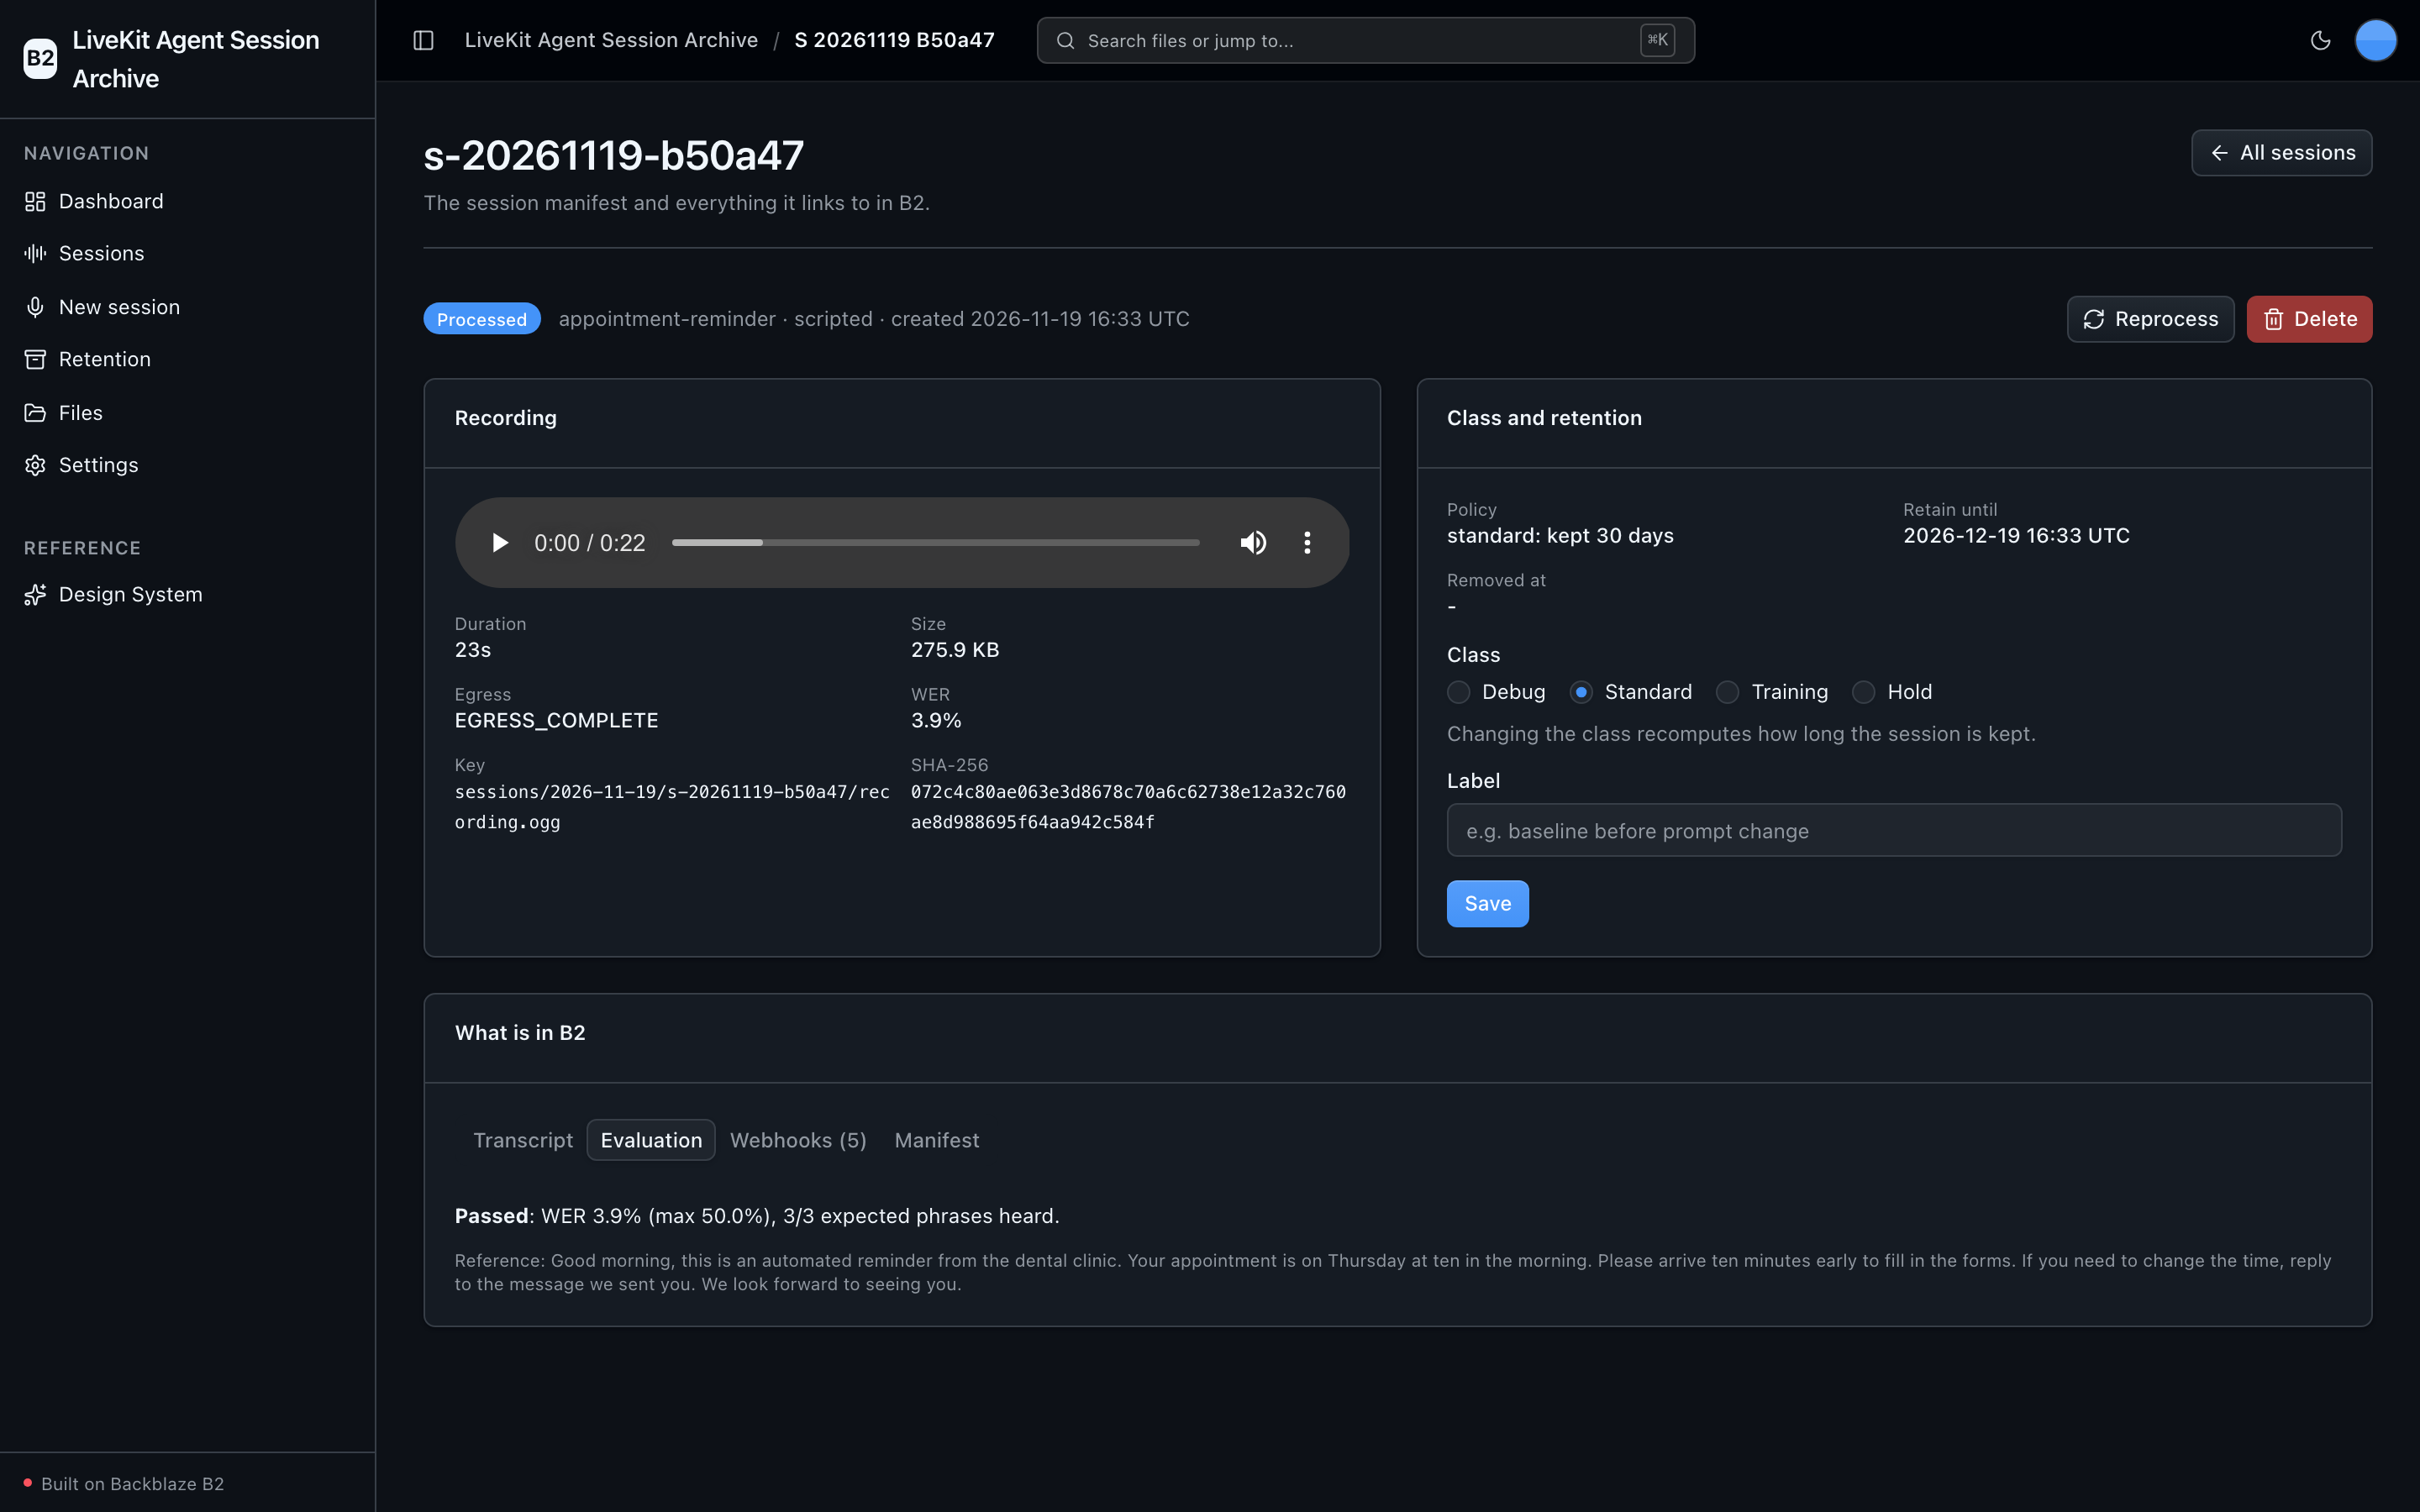 B2
LiveKit Agent Session
Archive
NAVIGATION
Dashboard
Sessions
New session
Retention
Files
Settings
REFERENCE
Design System
Built on Backblaze B2
LiveKit Agent Session Archive / S 20261119 B50a47
Search files or jump to...
⌘K
s-20261119-b50a47
The session manifest and everything it links to in B2.
All sessions
Processed
appointment-reminder · scripted · created 2026-11-19 16:33 UTC
Reprocess
Delete
Recording
0:00 / 0:22
Duration
23s
Size
275.9 KB
Egress
EGRESS_COMPLETE
WER
3.9%
Key
sessions/2026-11-19/s-20261119-b50a47/rec
ording.ogg
SHA-256
072c4c80ae063e3d8678c70a6c62738e12a32c760
ae8d988695f64aa942c584f
Class and retention
Policy
standard: kept 30 days
Retain until
2026-12-19 16:33 UTC
Removed at
-
Class
Debug
Standard
Training
Hold
Changing the class recomputes how long the session is kept.
Label
e.g. baseline before prompt change
Save
What is in B2
Transcript
Evaluation
Webhooks (5)
Manifest
Passed: WER 3.9% (max 50.0%), 3/3 expected phrases heard.
Reference: Good morning, this is an automated reminder from the dental clinic. Your appointment is on Thursday at ten in the morning. Please arrive ten minutes early to fill in the forms. If you need to change the time, reply
to the message we sent you. We look forward to seeing you.